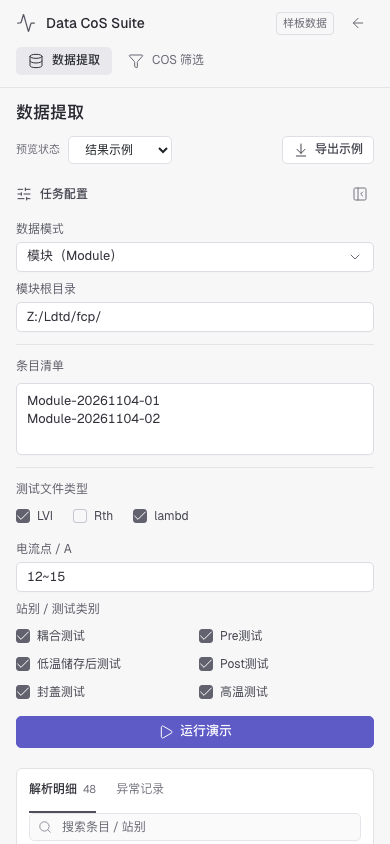 Data CoS Suite
样板数据
数据提取
COS 筛选
数据提取
预览状态
结果示例
导出示例
任务配置
数据模式
模块（Module）
模块根目录
Z:/Ldtd/fcp/
条目清单
Module-20261104-01
Module-20261104-02
测试文件类型
LVI
Rth
lambd
电流点 / A
12~15
站别 / 测试类别
耦合测试
Pre测试
低温储存后测试
Post测试
封盖测试
高温测试
运行演示
解析明细 48
异常记录
搜索条目 / 站别